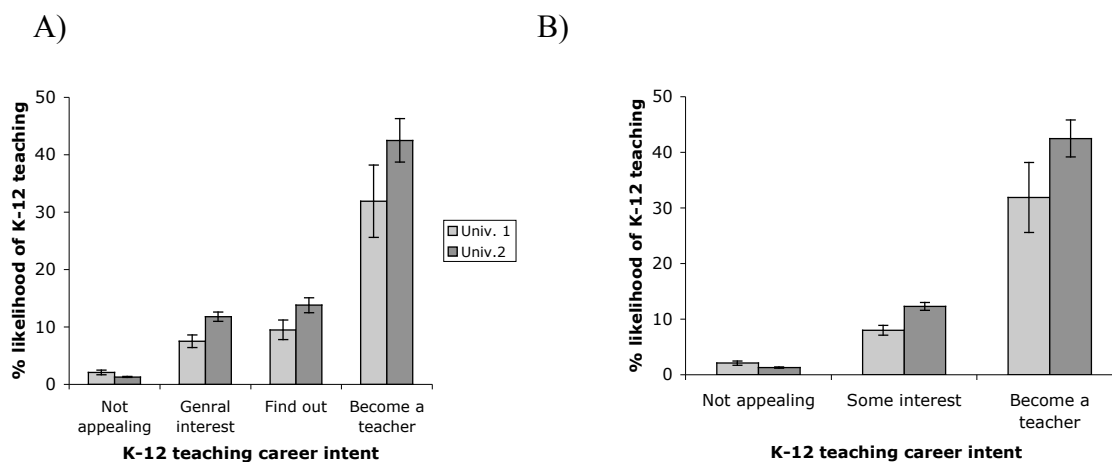 A)
B)
% likelihood of K-12 teaching
50
40
30
20
10
0
Not
appealing
Genral
interest
Find out
Become a
teacher
K-12 teaching career intent
Univ. 1
Univ.2
% likelihood of K-12 teaching
50
40
30
20
10
0
Not appealing
Some interest
Become a
teacher
K-12 teaching career intent